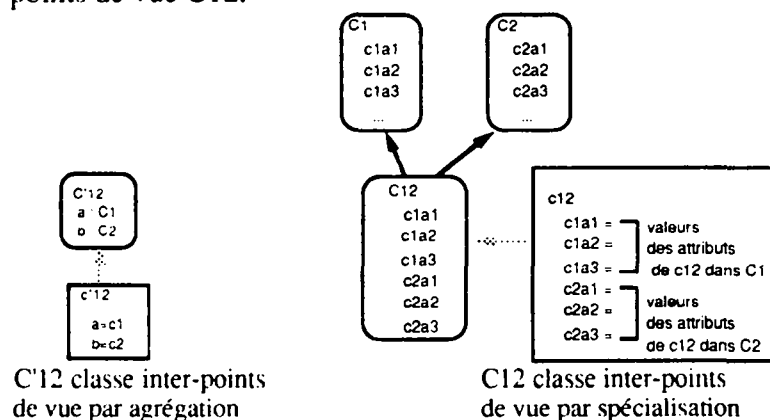 points de vue C12.
C1
c1a1
c1a2
c1a3
...
C2
c2a1
c2a2
c2a3
...
C'12
a : C1
b : C2
c'12
a=c1
b=c2
C12
c1a1
c1a2
c1a3
c2a1
c2a2
c2a3
c12
c1a1 =
c1a2 =
c1a3 =
valeurs
des attributs
de c12 dans C1
c2a1 =
c2a2 =
c2a3 =
valeurs
des attributs
de c12 dans C2
C'12 classe inter-points
de vue par agrégation
C12 classe inter-points
de vue par spécialisation